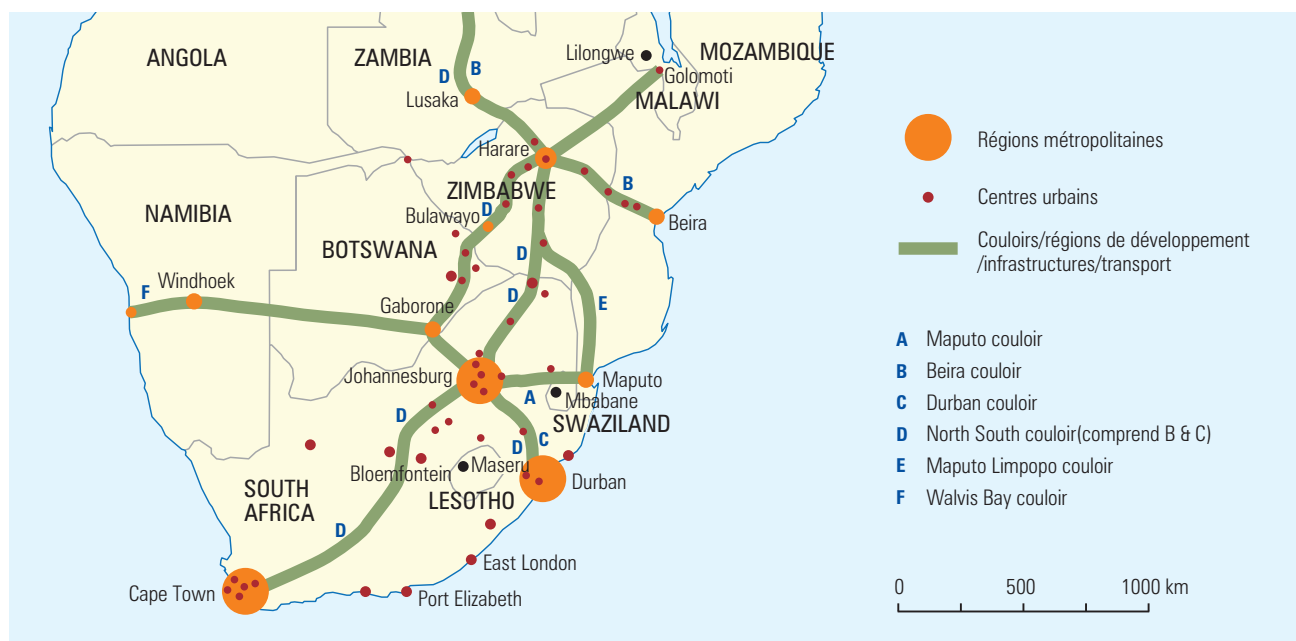 ANGOLA
ZAMBIA
Lilongwe
MOZAMBIQUE
Golomoti
D
B
Lusaka
MALAWI
Harare
ZIMBABWE
B
NAMIBIA
Bulawayo
D
Beira
BOTSWANA
D
Windhoek
D
F
Gaborone
E
Johannesburg
Maputo
A
Mbabane
D
SWAZILAND
C
D
Bloemfontein
Maseru
Durban
SOUTH
AFRICA
LESOTHO
D
East London
Cape Town
Port Elizabeth
Régions métropolitaines
Centres urbains
Couloirs/régions de développement
/infrastructures/transport
A Maputo couloir
B Beira couloir
C Durban couloir
D North South couloir(comprend B & C)
E Maputo Limpopo couloir
F Walvis Bay couloir
0 500 1000 km